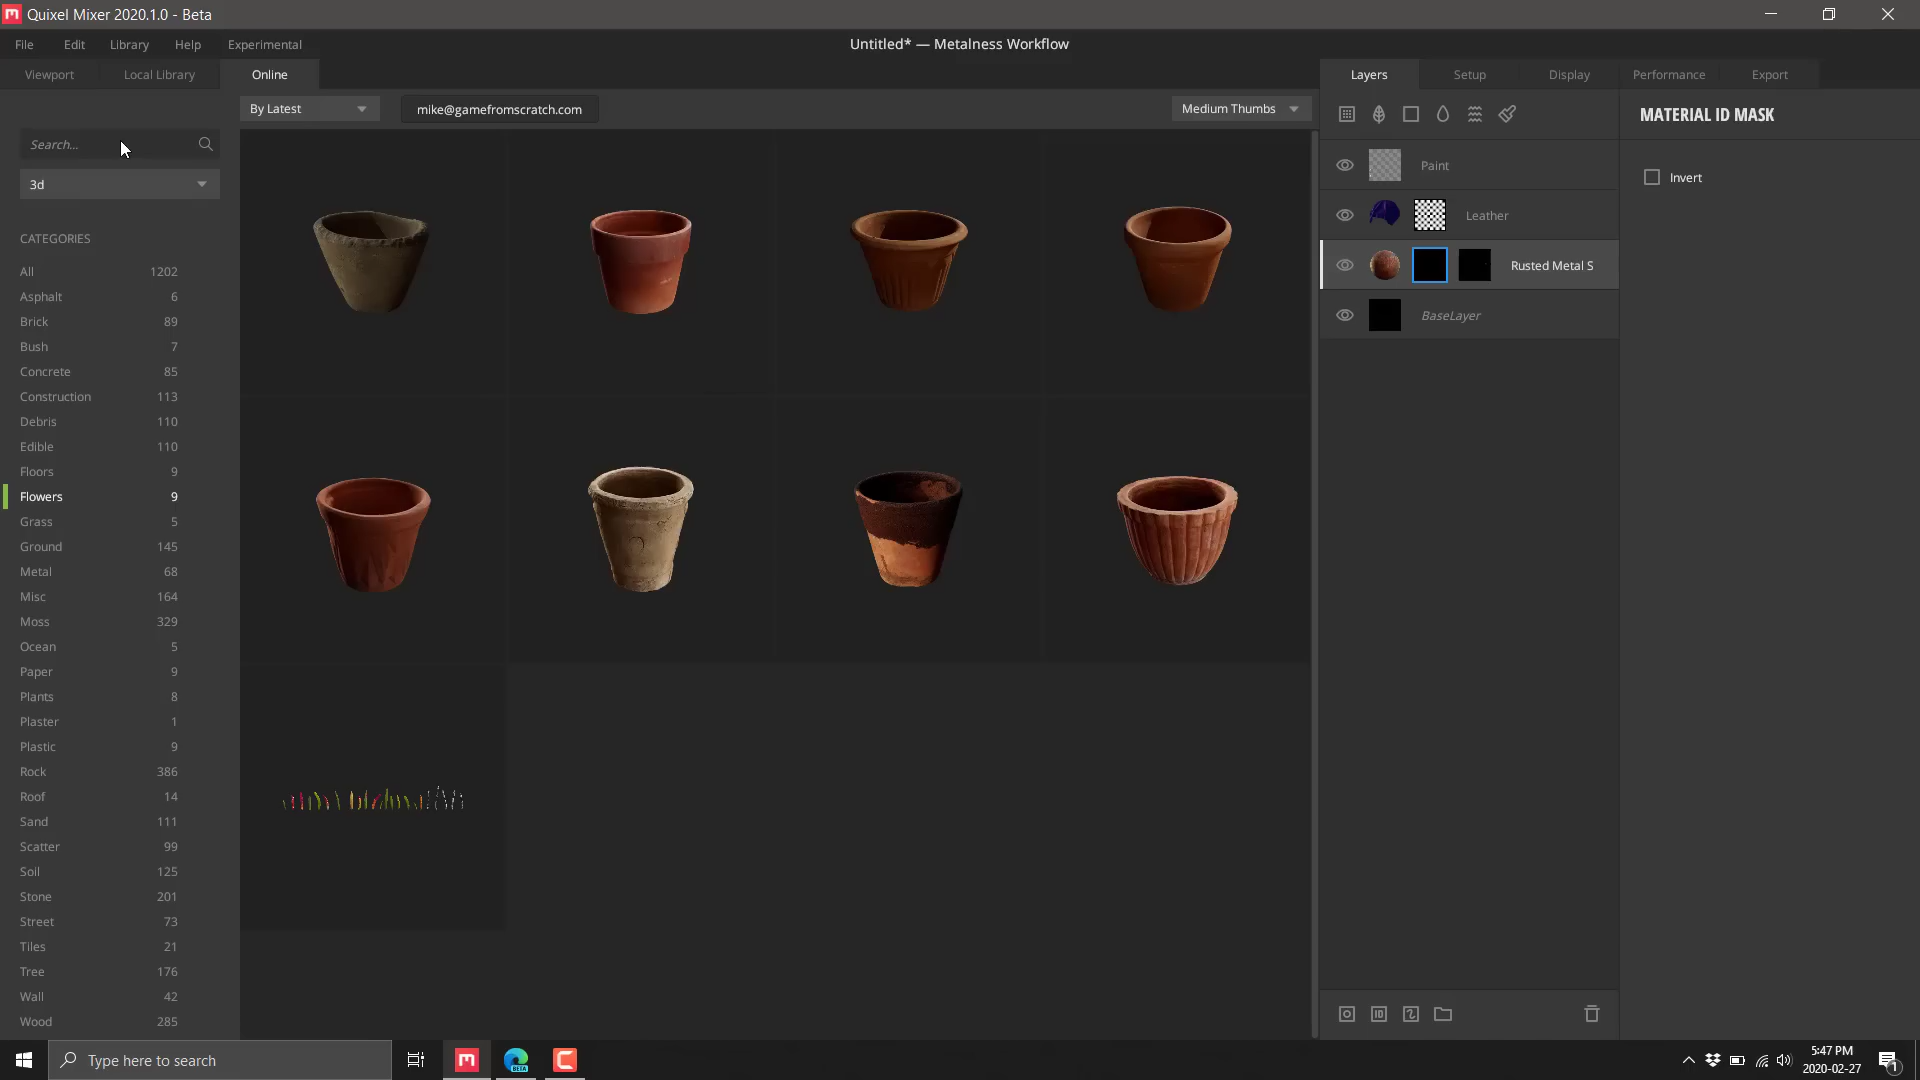 Quixel Mixer 2020.1.0 - Beta
File Edit Library Help Experimental
Untitled* — Metalness Workflow
Viewport Local Library Online
Layers Setup Display Performance Export
By Latest mike@gamefromscratch.com Medium Thumbs
MATERIAL ID MASK
Search...
Paint
Invert
3d
Leather
CATEGORIES
Rusted Metal S
All 1202
Asphalt 6
BaseLayer
Brick 89
Bush 7
Concrete 85
Construction 113
Debris 110
Edible 110
Floors 9
Flowers 9
Grass 5
Ground 145
Metal 68
Misc 164
Moss 329
Ocean 5
Paper 9
Plants 8
Plaster 1
Plastic 9
Rock 386
Roof 14
Sand 111
Scatter 99
Soil 125
Stone 201
Street 73
Tiles 21
Tree 176
Wall 42
Wood 285
ID
Type here to search
BETA
5:47 PM
2020-02-27
1